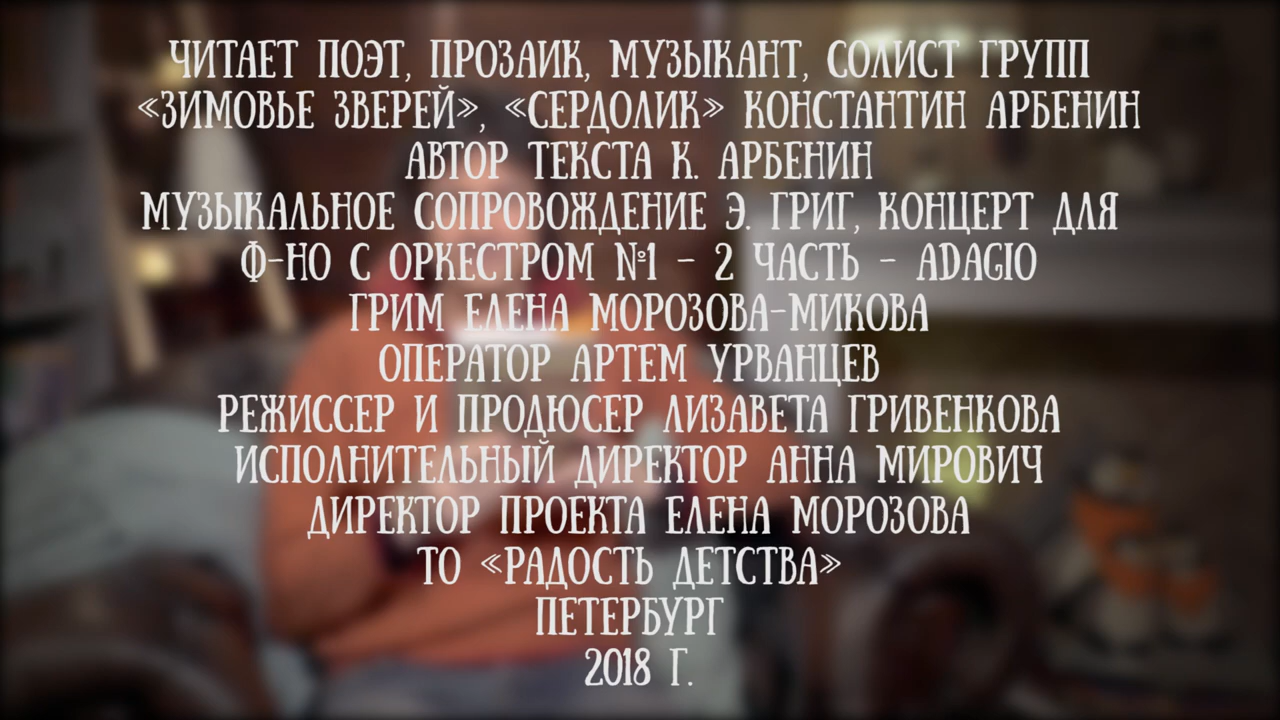 ЧИТАЕТ ПОЭТ, ПРОЗАИК, МУЗЫКАНТ, СОЛИСТ ГРУПП
«ЗИМОВЬЕ ЗВЕРЕЙ», «СЕРДОЛИК» КОНСТАНТИН АРБЕНИН
АВТОР ТЕКСТА К. АРБЕНИН
МУЗЫКАЛЬНОЕ СОПРОВОЖДЕНИЕ Э. ГРИГ, КОНЦЕРТ ДЛЯ
Ф-НО С ОРКЕСТРОМ №1 - 2 ЧАСТЬ - ADAGIO
ГРИМ ЕЛЕНА МОРОЗОВА-МИКОВА
ОПЕРАТОР АРТЕМ УРВАНЦЕВ
РЕЖИССЕР И ПРОДЮСЕР ЛИЗАВЕТА ГРИВЕНКОВА
ИСПОЛНИТЕЛЬНЫЙ ДИРЕКТОР АННА МИРОВИЧ
ДИРЕКТОР ПРОЕКТА ЕЛЕНА МОРОЗОВА
ТО «РАДОСТЬ ДЕТСТВА»
ПЕТЕРБУРГ
2018 Г.